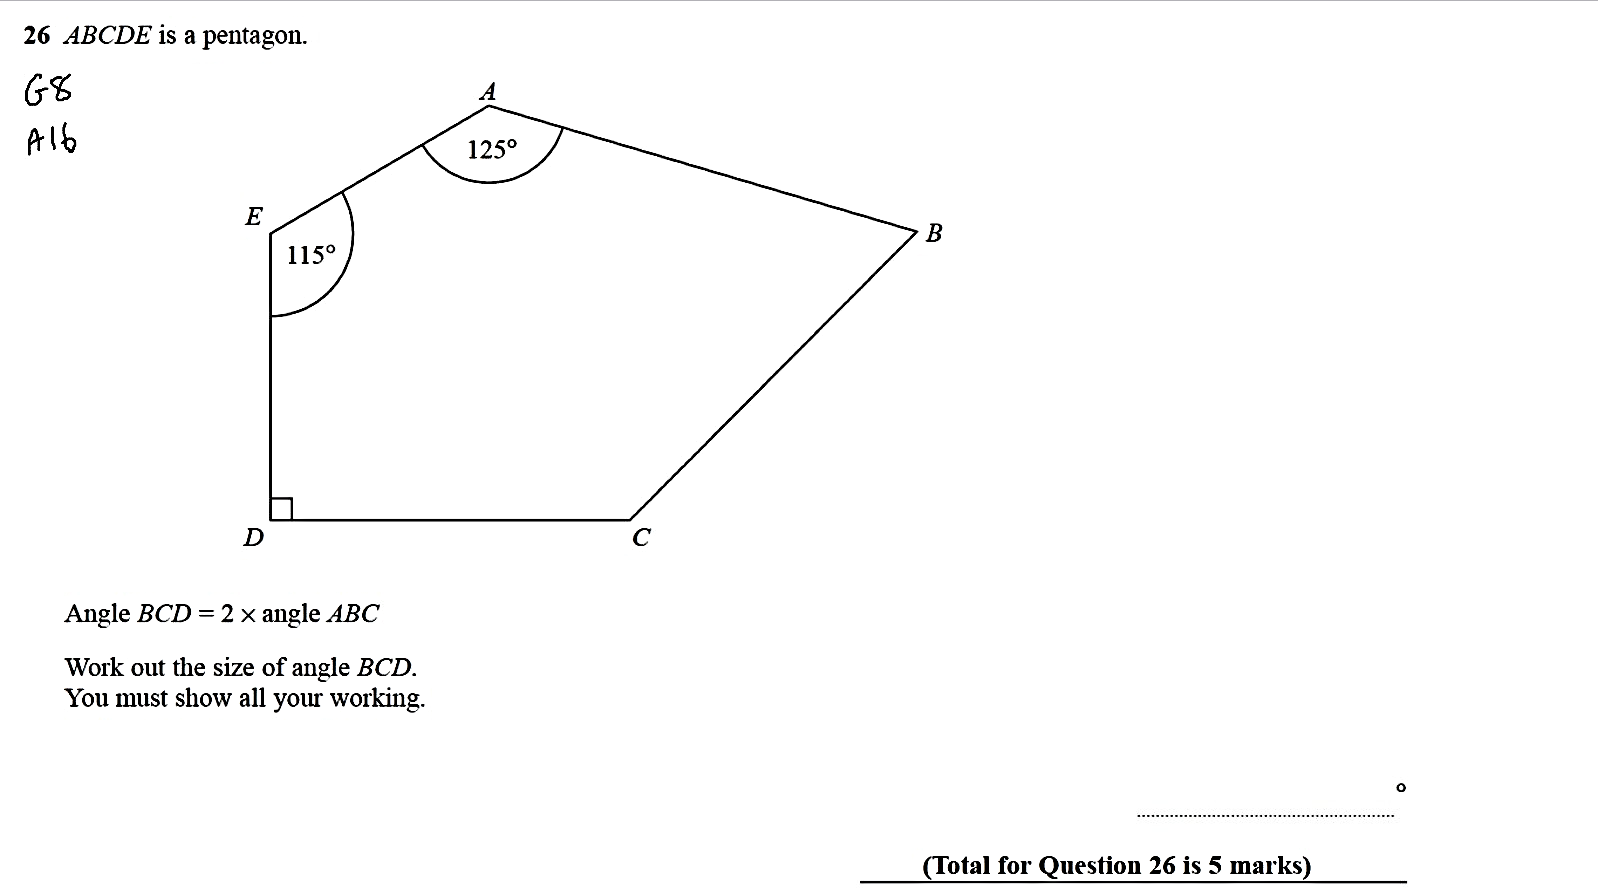 26 ABCDE is a pentagon.
G8
A16
A
125°
E
115°
B
D
C
Angle BCD = 2 × angle ABC
Work out the size of angle BCD.
You must show all your working.
°
(Total for Question 26 is 5 marks)